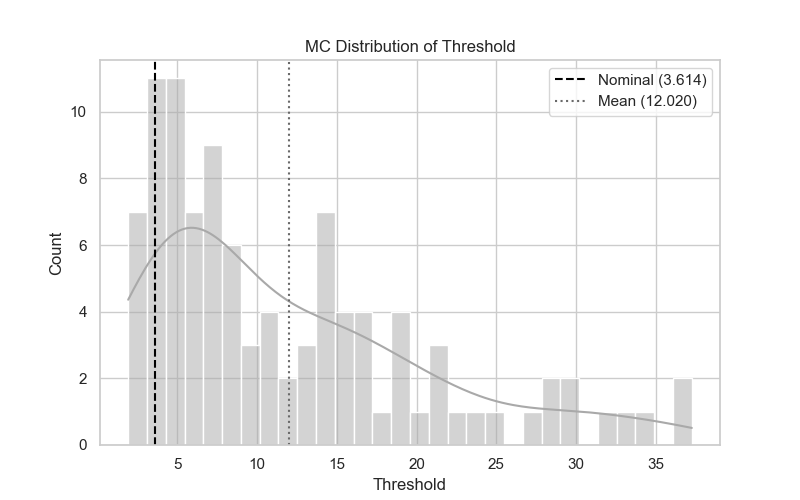 MC Distribution of Threshold
Nominal (3.614)
Mean (12.020)
Count
10
8
6
4
2
0
5 10 15 20 25 30 35
Threshold